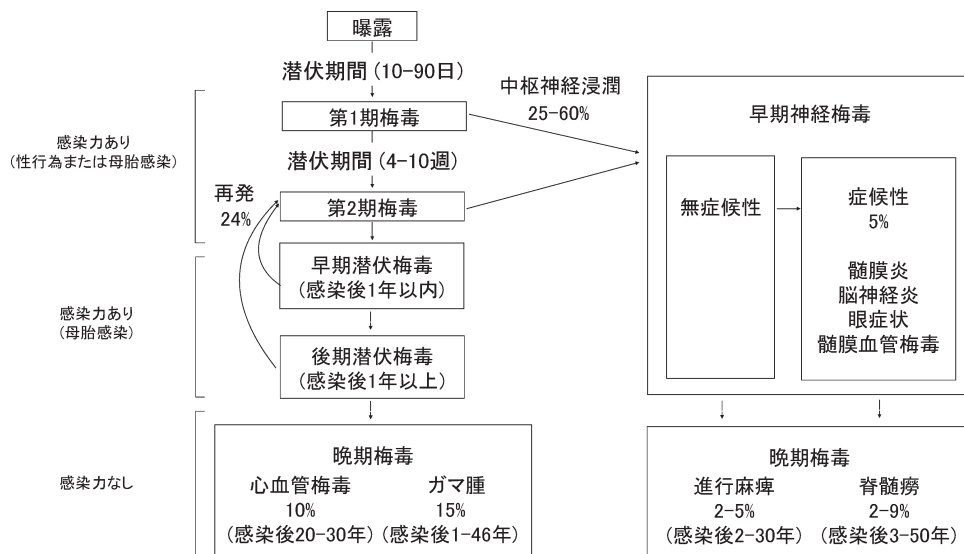 曝露
潜伏期間 (10-90日)
第1期梅毒
潜伏期間 (4-10週)
第2期梅毒
早期潜伏梅毒
(感染後1年以内)
後期潜伏梅毒
(感染後1年以上)
再発
24%
中枢神経浸潤
25-60%
感染力あり
(性行為または母胎感染)
感染力あり
(母胎感染)
感染力なし
晩期梅毒
心血管梅毒
10%
(感染後20-30年)
ガマ腫
15%
(感染後1-46年)
早期神経梅毒
無症候性
症候性
5%
髄膜炎
脳神経炎
眼症状
髄膜血管梅毒
晩期梅毒
進行麻痺
2-5%
(感染後2-30年)
脊髄癆
2-9%
(感染後3-50年)